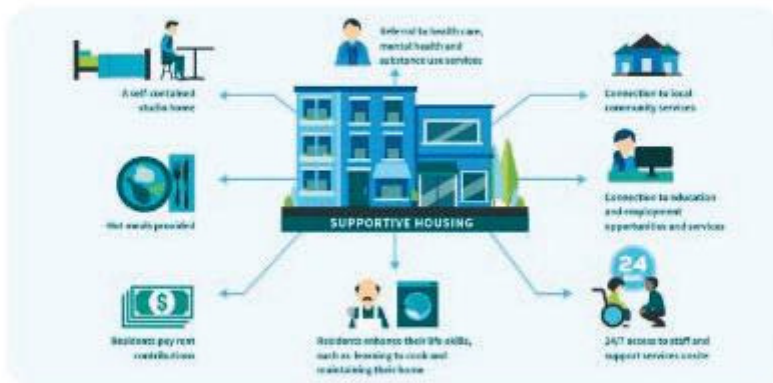 Referral to health care,
mental health and
substance use services
A self-contained
studio home
Connection to local
community services
Hot meals provided
Connection to education
and employment
opportunities and services
SUPPORTIVE HOUSING
24
Residents pay rent
contributions
Residents enhance their life skills,
such as learning to cook and
maintaining their home
24/7 access to staff and
support services onsite